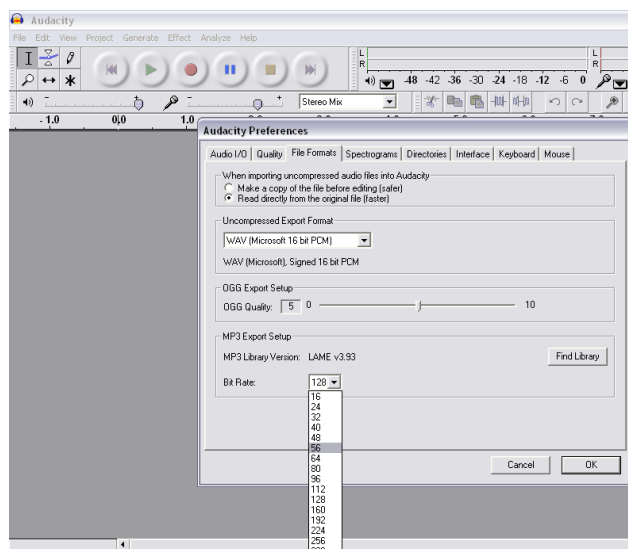 Audacity
File Edit View Project Generate Effect Analyze Help
L
R
L
R
-48 -42 -36 -30 -24 -18 -12 -6 0
Stereo Mix
- 1.0 0,0 1.0
Audacity Preferences
Audio I/O Quality File Formats Spectrograms Directories Interface Keyboard Mouse
When importing uncompressed audio files into Audacity
Make a copy of the file before editing (safer)
Read directly from the original file (faster)
Uncompressed Export Format
WAV (Microsoft 16 bit PCM)
WAV (Microsoft), Signed 16 bit PCM
OGG Export Setup
OGG Quality: 5 0 10
MP3 Export Setup
MP3 Library Version: LAME v3.93 Find Library
Bit Rate: 128
16
24
32
40
48
56
64
80
96
112
128
160
192
224
256
Cancel OK